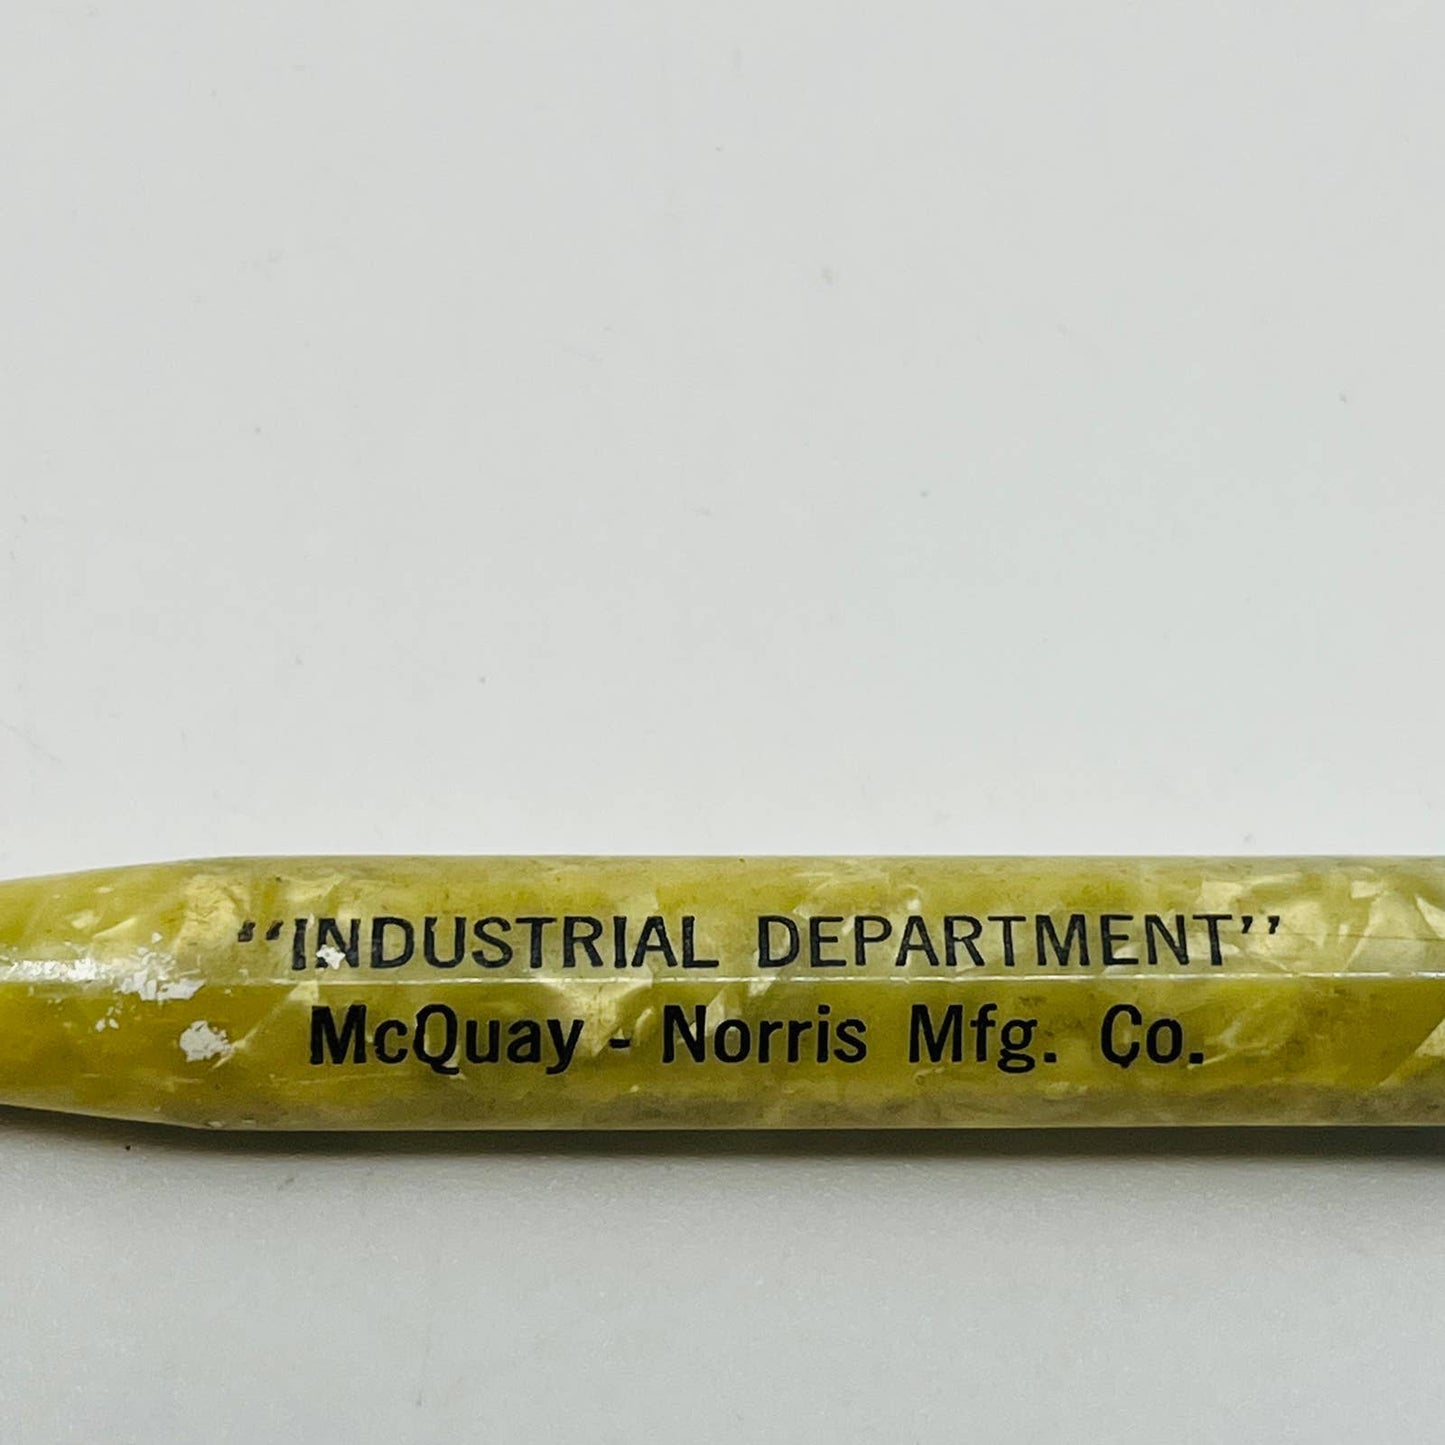 "INDUSTRIAL DEPARTMENT"
McQuay - Norris Mfg. Co.